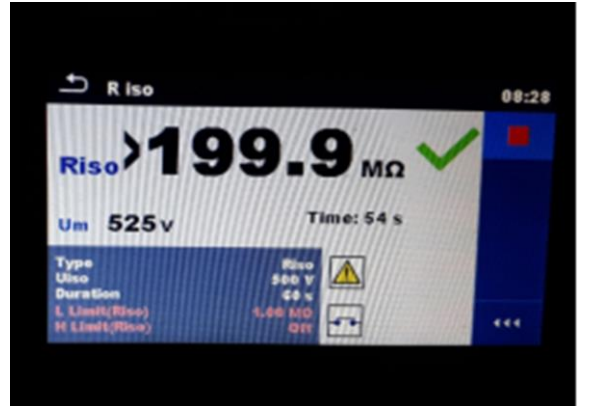 R iso 08:28
Riso >199.9 MΩ
Um 525 v Time: 54 s
Type Riso
Uiso 500 V
Duration 60 s
L Limit(Riso) 1.00 MΩ
H Limit(Riso) Off